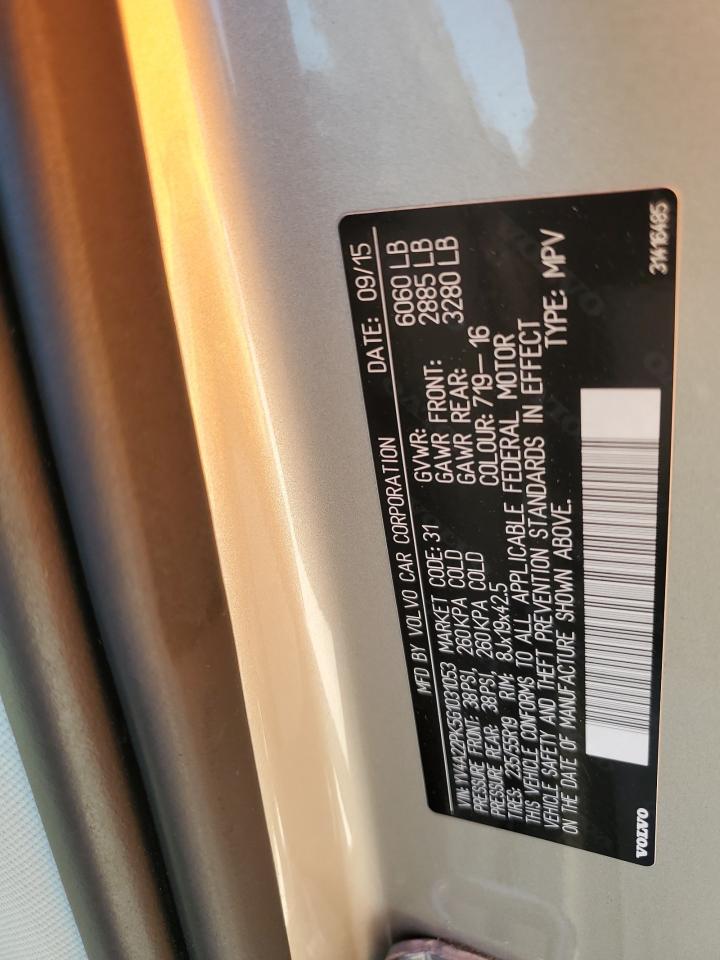 MFD BY VOLVO CAR CORPORATION DATE: 09/15
VIN: YV4A22PK5G1031053 MARKET CODE: 31 GVWR: 6060 LB
PRESSURE FRONT: 38PSI, 260KPA COLD GAWR FRONT: 2885 LB
PRESSURE REAR: 38PSI, 260KPA COLD GAWR REAR: 3280 LB
TIRES: 235/55R19 RIM: 8Jx19x42.5 COLOUR: 719-16
THIS VEHICLE CONFORMS TO ALL APPLICABLE FEDERAL MOTOR
VEHICLE SAFETY AND THEFT PREVENTION STANDARDS IN EFFECT
ON THE DATE OF MANUFACTURE SHOWN ABOVE. TYPE: MPV
VOLVO 31416485